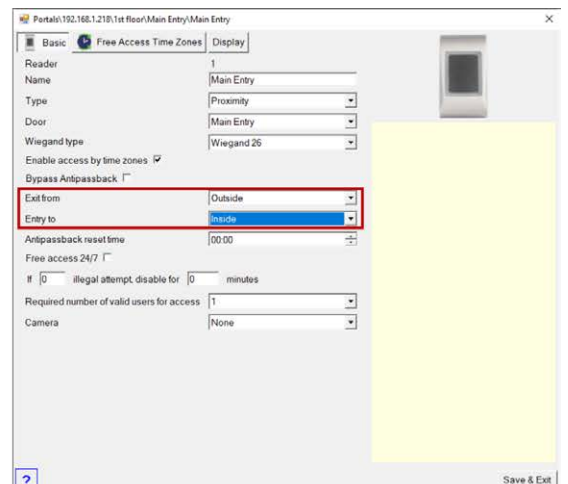 Portals\192.168.1.218\1st floor\Main Entry\Main Entry
Basic Free Access Time Zones Display
Reader 1
Name Main Entry
Type Proximity
Door Main Entry
Wiegand type Wiegand 26
Enable access by time zones
Bypass Antipassback
Exit from Outside
Entry to Inside
Antipassback reset time 00:00
Free access 24/7
If 0 illegal attempt, disable for 0 minutes
Required number of valid users for access 1
Camera None
? Save & Exit